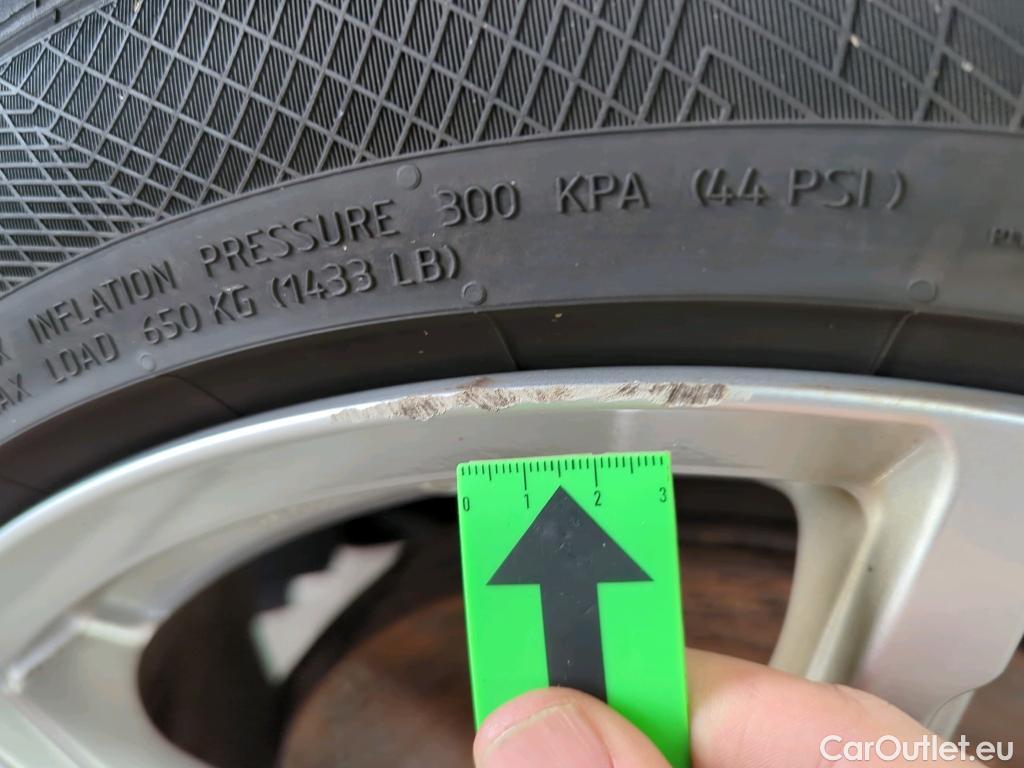 INFLATION PRESSURE 300 KPA (44 PSI)
LOAD 650 KG (1433 LB)
0 1 2 3
CarOutlet.eu